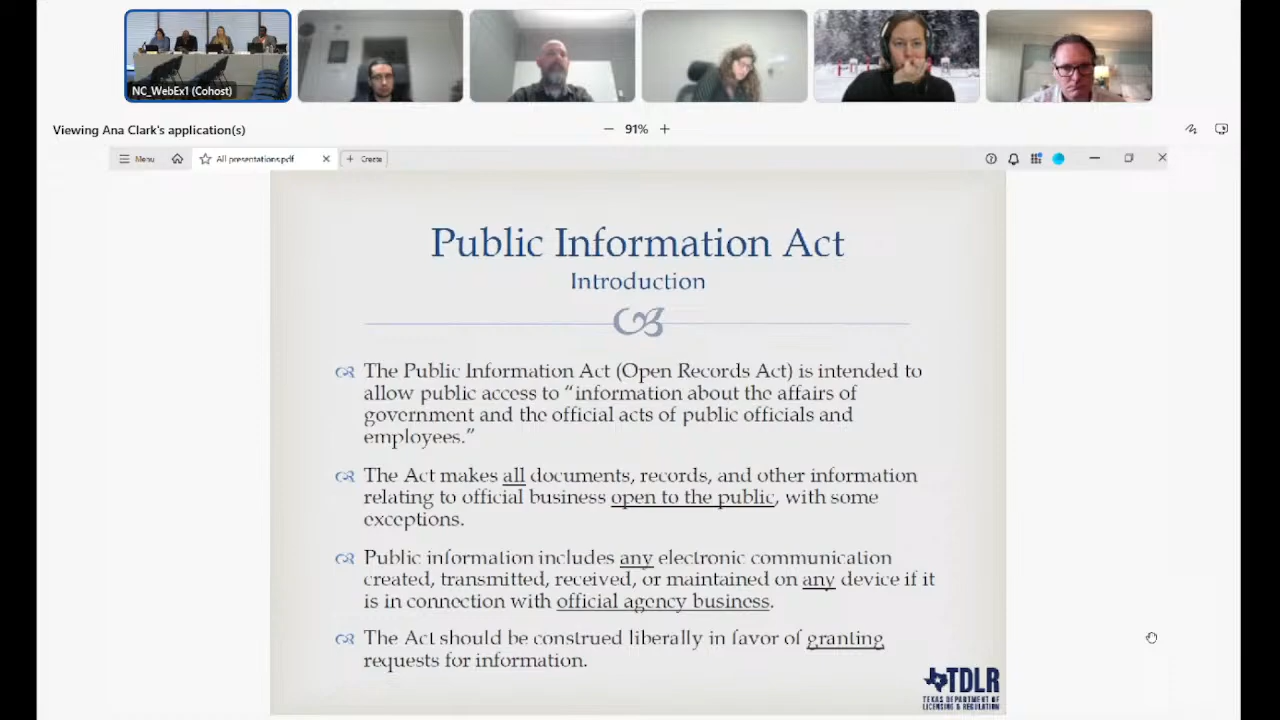 NC_WebEx1 (Cohost)
Viewing Ana Clark's application(s)
91%
Menu
All presentations.pdf
Create
Public Information Act
Introduction
The Public Information Act (Open Records Act) is intended to
allow public access to “information about the affairs of
government and the official acts of public officials and
employees.”
The Act makes all documents, records, and other information
relating to official business open to the public, with some
exceptions.
Public information includes any electronic communication
created, transmitted, received, or maintained on any device if it
is in connection with official agency business.
The Act should be construed liberally in favor of granting
requests for information.
TDLR
TEXAS DEPARTMENT OF
LICENSING & REGULATION